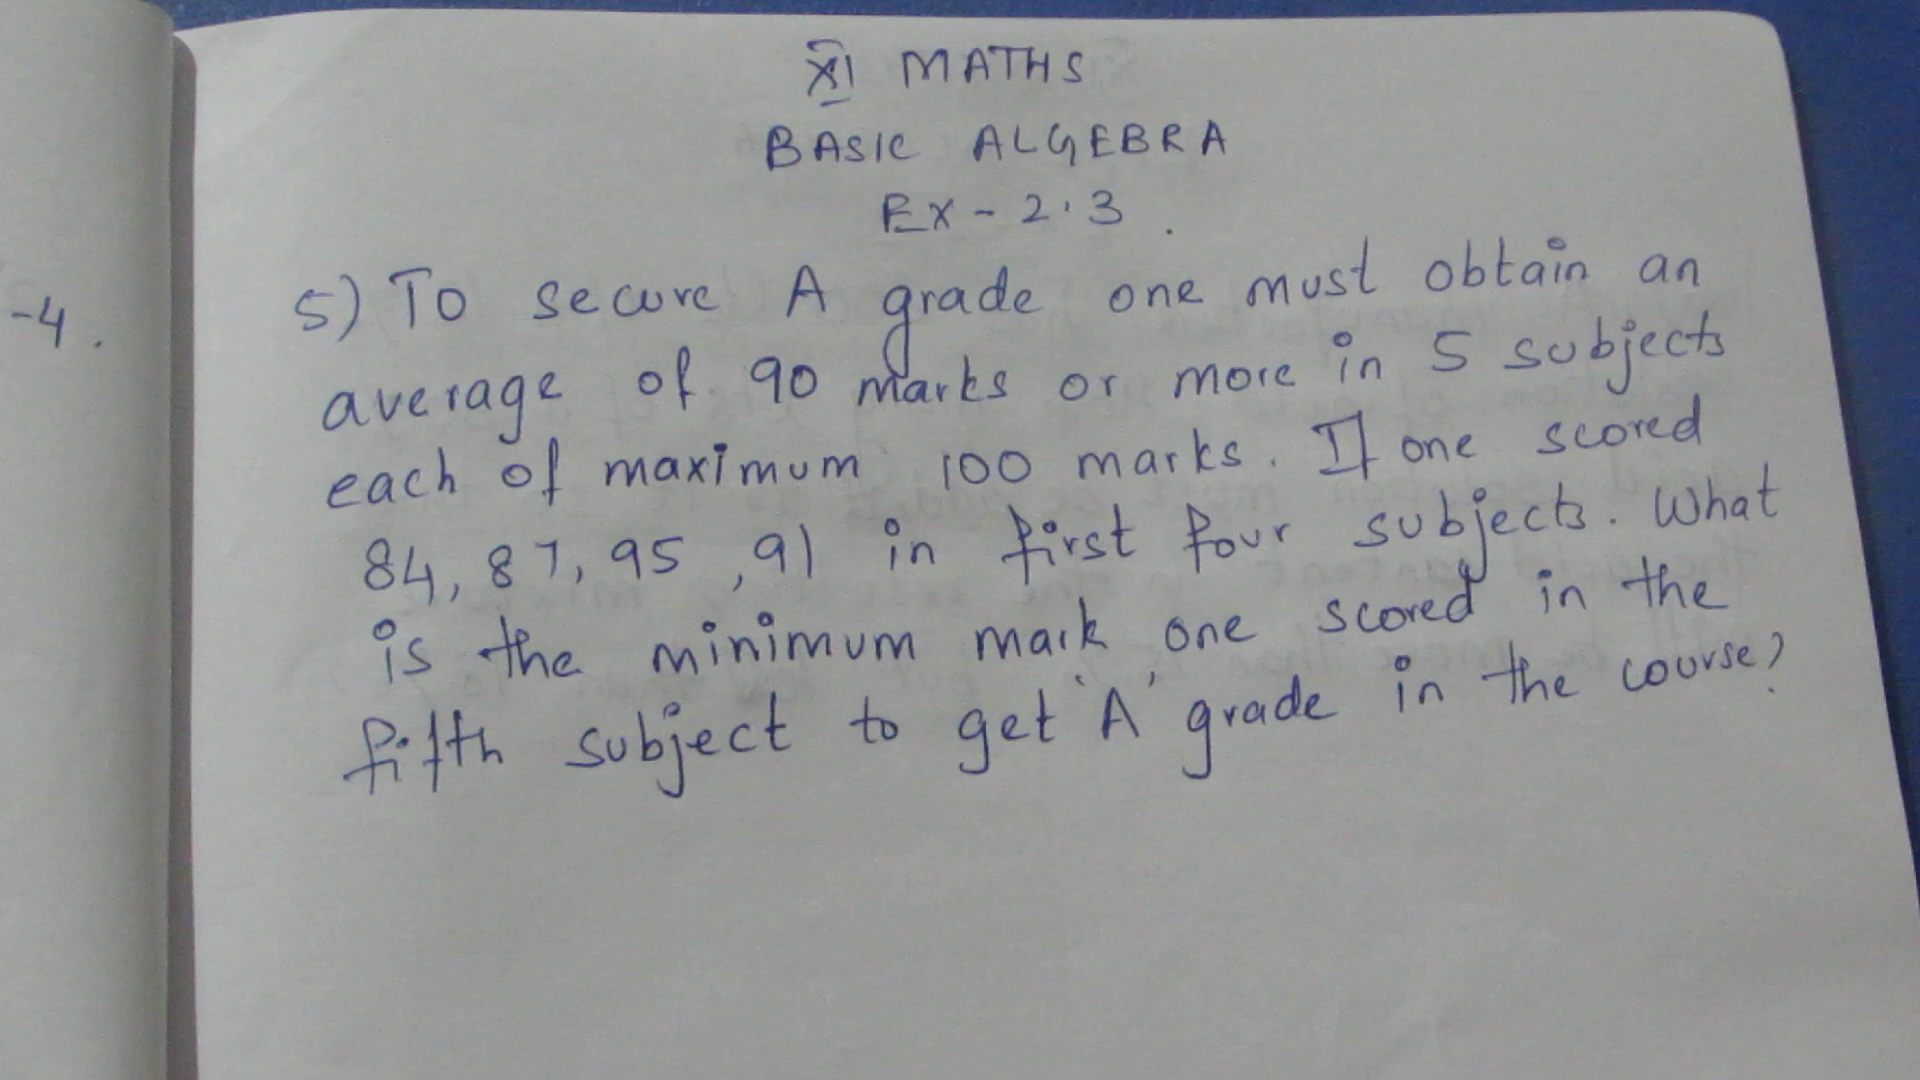 XI MATHS
BASIC ALGEBRA
EX - 2.3.
-4.
5) To secure A grade one must obtain an
average of 90 marks or more in 5 subjects
each of maximum 100 marks. If one scored
84, 87, 95, 91 in first four subjects. What
is the minimum mark one scored in the
fifth subject to get 'A' grade in the course?